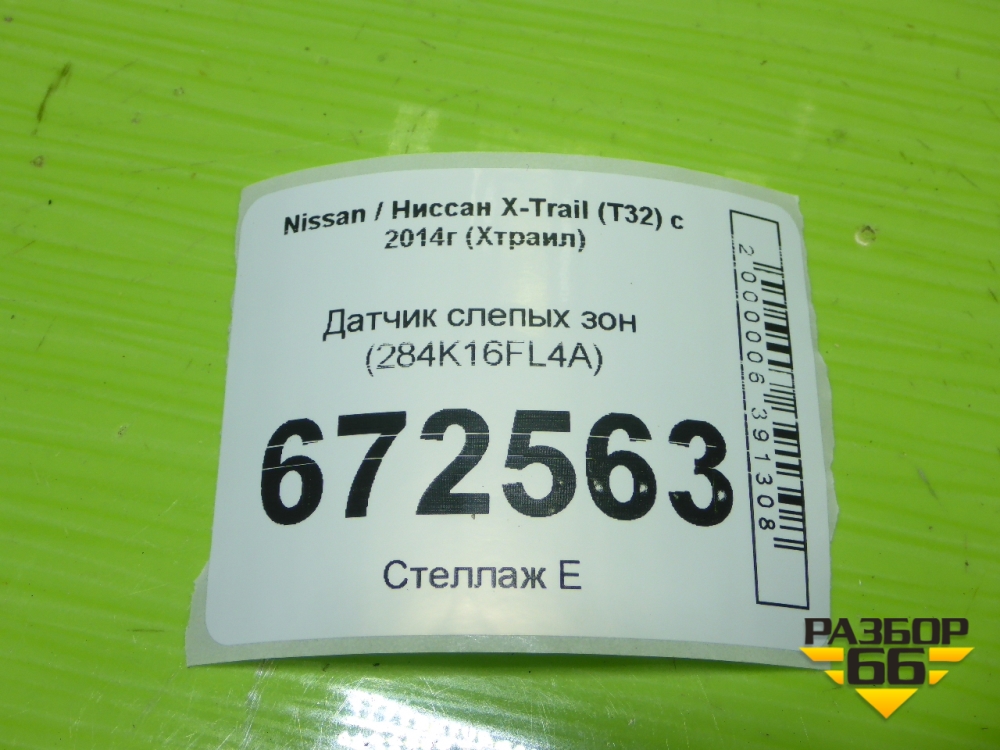 Nissan / Ниссан X-Trail (T32) с
2014г (Хтраил)
Датчик слепых зон
(284K16FL4A)
672563
Стеллаж Е
2000006391308
РАЗБОР
66